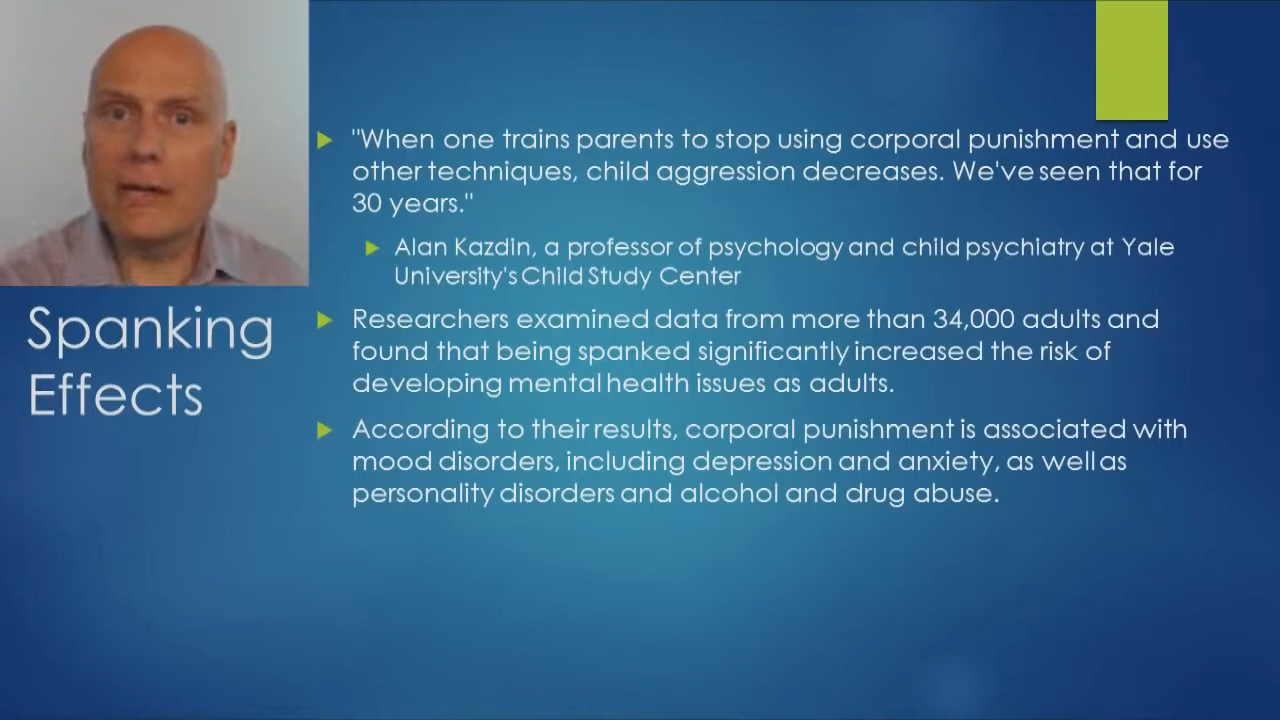 Spanking
Effects
"When one trains parents to stop using corporal punishment and use
other techniques, child aggression decreases. We've seen that for
30 years."
Alan Kazdin, a professor of psychology and child psychiatry at Yale
University's Child Study Center
Researchers examined data from more than 34,000 adults and
found that being spanked significantly increased the risk of
developing mental health issues as adults.
According to their results, corporal punishment is associated with
mood disorders, including depression and anxiety, as well as
personality disorders and alcohol and drug abuse.